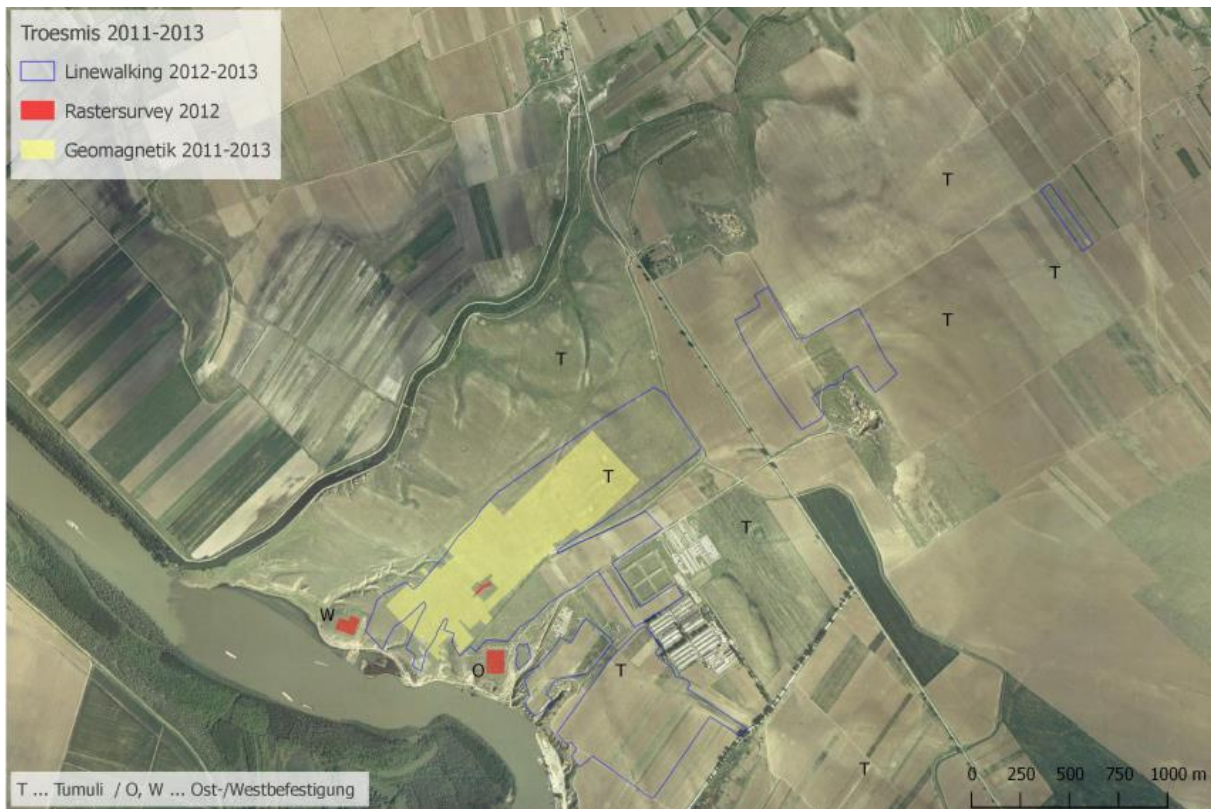 Troesmis 2011-2013
Linewalking 2012-2013
Rastersurvey 2012
Geomagnetik 2011-2013
T
T
T
T
T
T
W
O
T
T
T ... Tumuli / O, W ... Ost-/Westbefestigung
0 250 500 750 1000 m